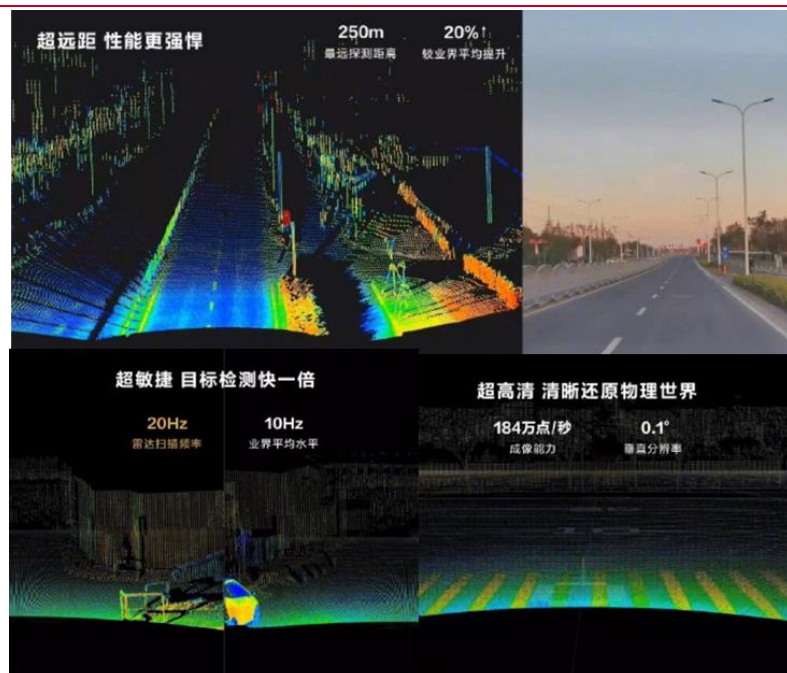 超远距 性能更强悍
250m
最远探测距离
20%↑
较业界平均提升
超敏捷 目标检测快一倍
20Hz
雷达扫描频率
10Hz
业界平均水平
超高清 清晰还原物理世界
184万点/秒
成像能力
0.1°
垂直分辨率